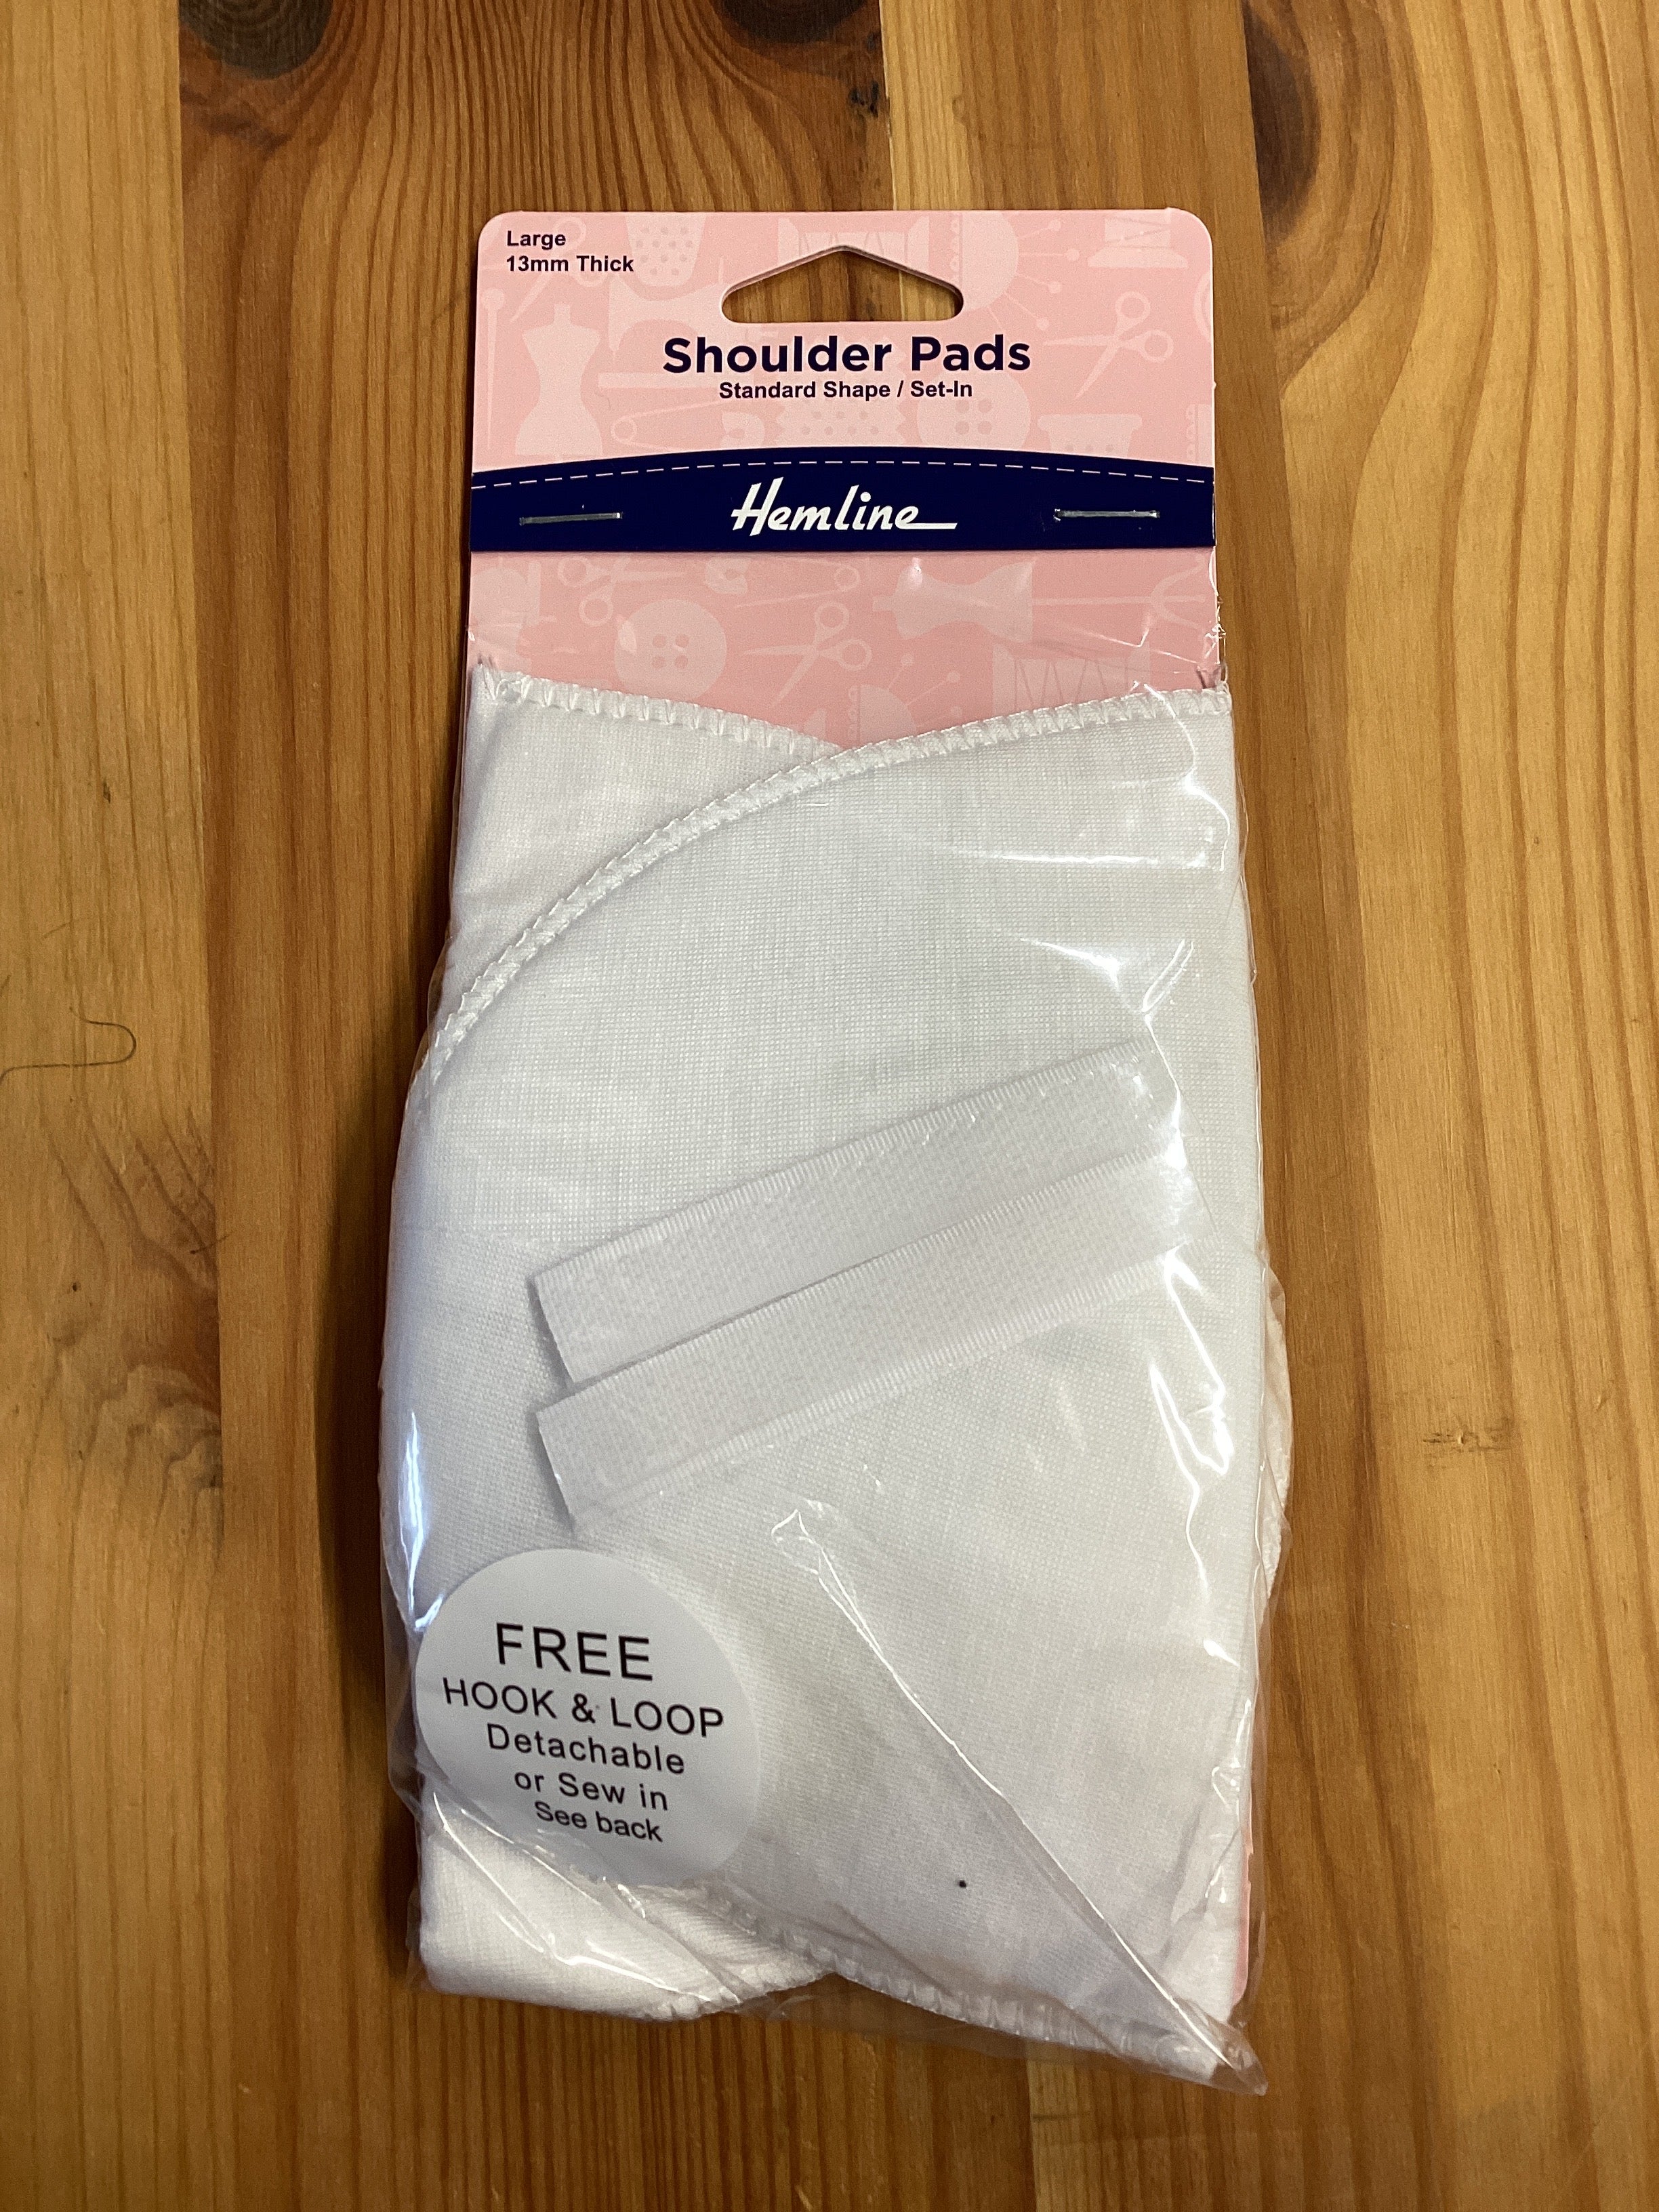 Large
13mm Thick
Shoulder Pads
Standard Shape / Set-In
Hemline
FREE
HOOK & LOOP
Detachable
or Sew in
See back